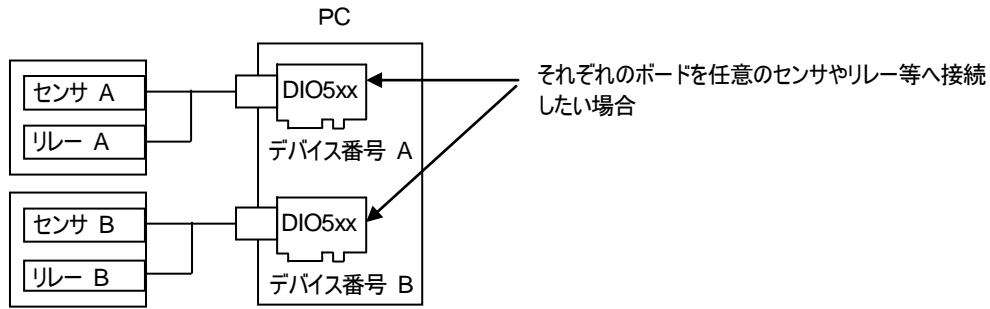 PC
センサ A
リレー A
DIO5xx
デバイス番号 A
それぞれのボードを任意のセンサやリレー等へ接続
したい場合
センサ B
リレー B
DIO5xx
デバイス番号 B